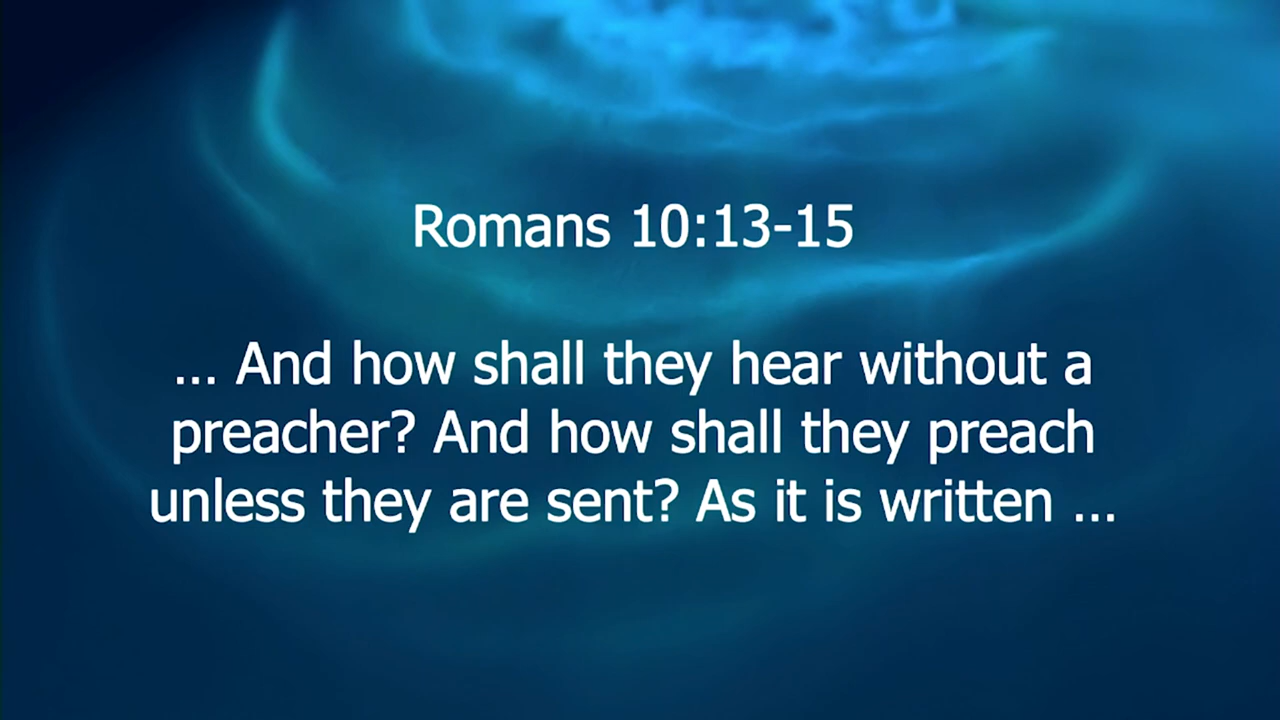 Romans 10:13-15
... And how shall they hear without a
preacher? And how shall they preach
unless they are sent? As it is written ...